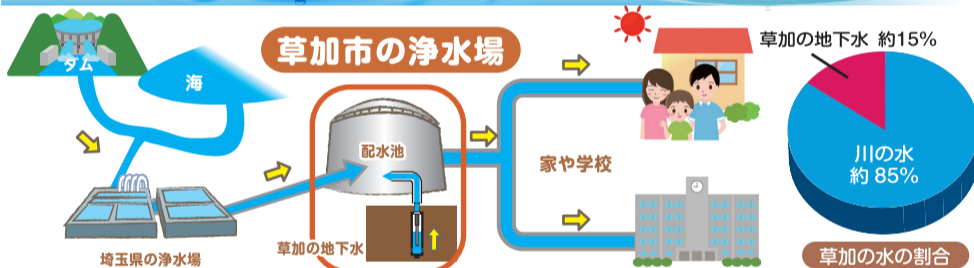 草加市の浄水場
ダム
海
配水池
草加の地下水
埼玉県の浄水場
家や学校
草加の地下水 約15%
川の水
約85%
草加の水の割合